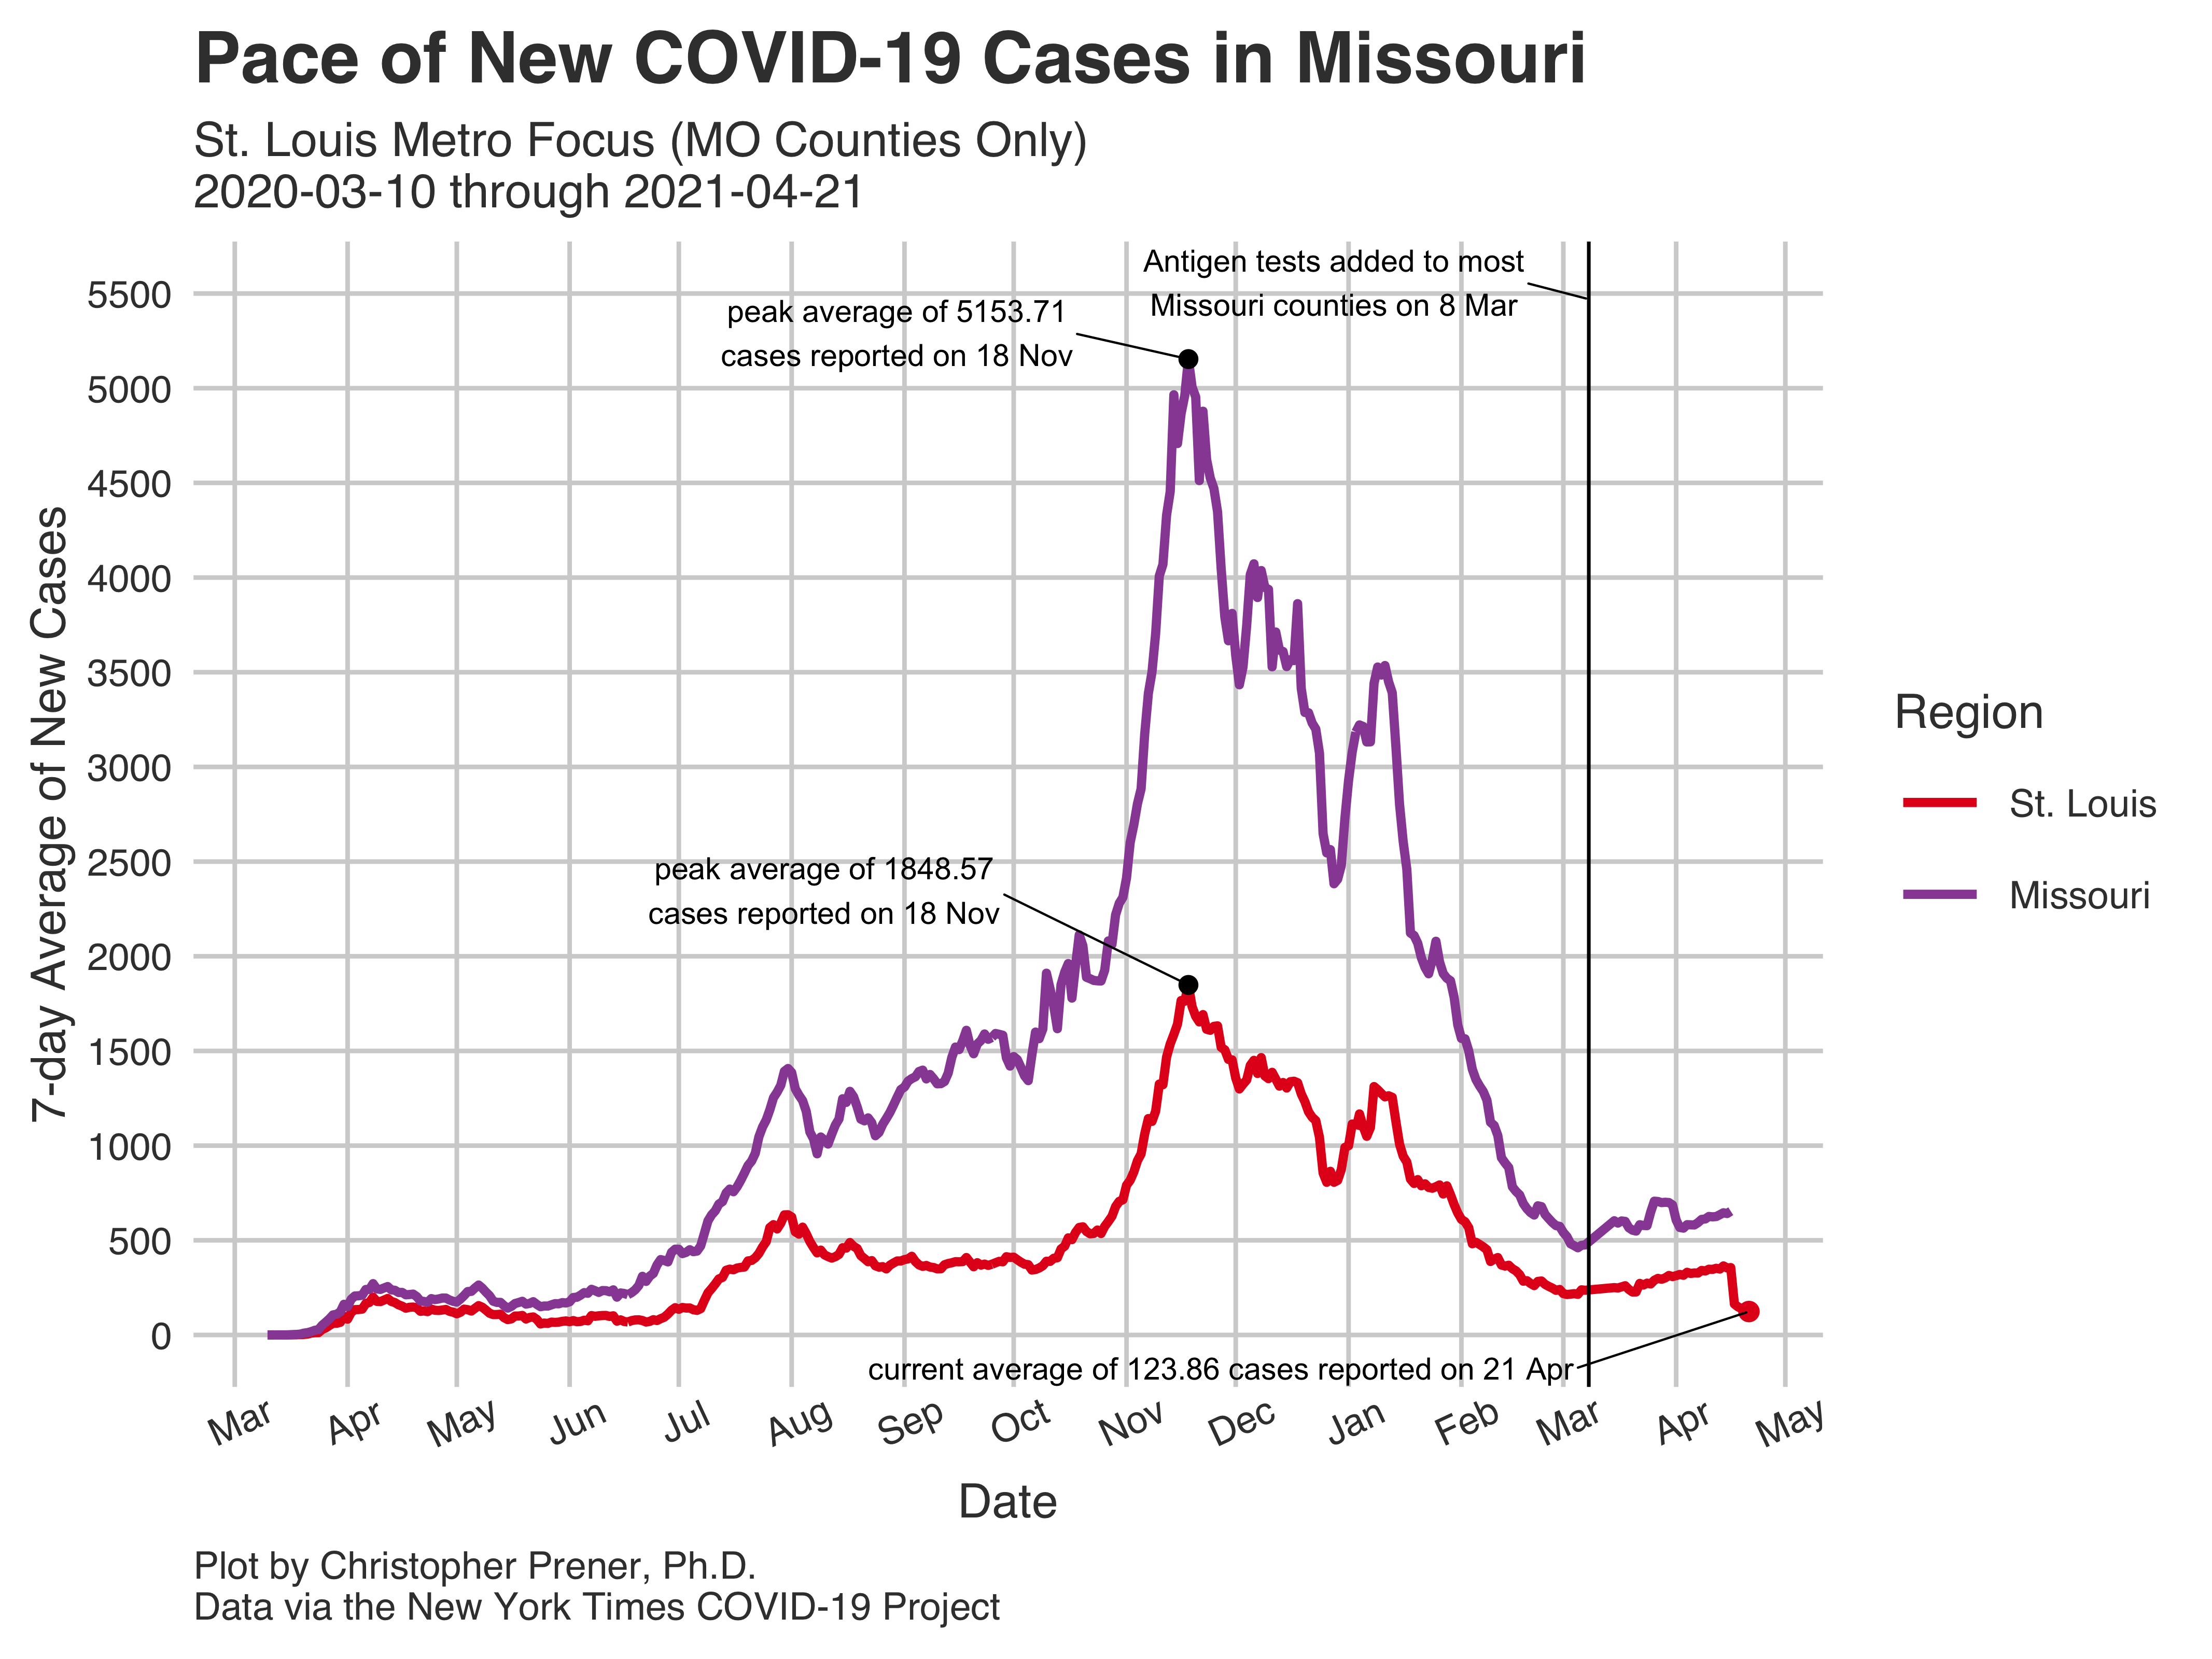 Pace of New COVID-19 Cases in Missouri
St. Louis Metro Focus (MO Counties Only)
2020-03-10 through 2021-04-21
Antigen tests added to most
Missouri counties on 8 Mar
peak average of 5153.71
cases reported on 18 Nov
peak average of 1848.57
cases reported on 18 Nov
current average of 123.86 cases reported on 21 Apr
7-day Average of New Cases
5500
5000
4500
4000
3500
3000
2500
2000
1500
1000
500
0
Mar
Apr
May
Jun
Jul
Aug
Sep
Oct
Nov
Dec
Jan
Feb
Mar
Apr
May
Date
Region
St. Louis
Missouri
Plot by Christopher Prener, Ph.D.
Data via the New York Times COVID-19 Project